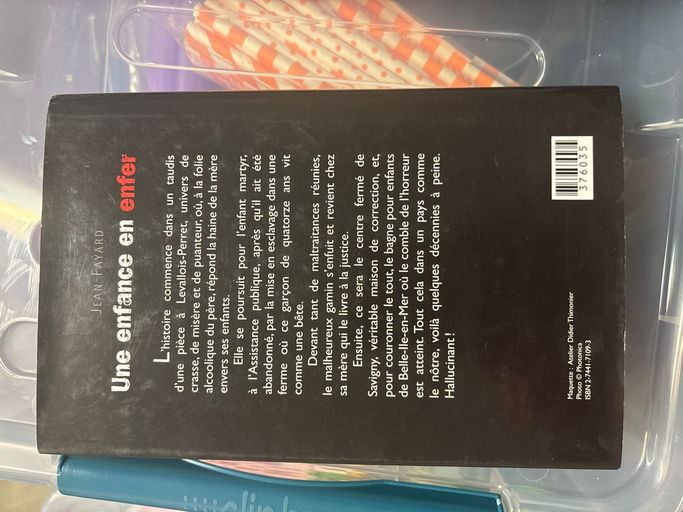 JEAN FAYARD
Une enfance en enfer
L'histoire commence dans un taudis
d'une pièce à Levallois-Perret, univers de
crasse, de misère et de puanteur, où, à la folie
alcoolique du père, répond la haine de la mère
envers ses enfants.
Elle se poursuit pour l'enfant martyr,
à l'Assistance publique, après qu'il ait été
abandonné, par la mise en esclavage dans une
ferme où ce garçon de quatorze ans vit
comme une bête.
Devant tant de maltraitances réunies,
le malheureux gamin s'enfuit et revient chez
sa mère qui le livre à la justice.
Ensuite, ce sera le centre fermé de
Savigny, véritable maison de correction, et,
pour couronner le tout, le bagne pour enfants
de Belle-Ile-en-Mer où le comble de l'horreur
est atteint. Tout cela dans un pays comme
le nôtre, voilà quelques décennies à peine.
Hallucinant !
Maquette : Atelier Didier Thimonier
Photo © Photonica
ISBN 2-7441-7109-3
376035